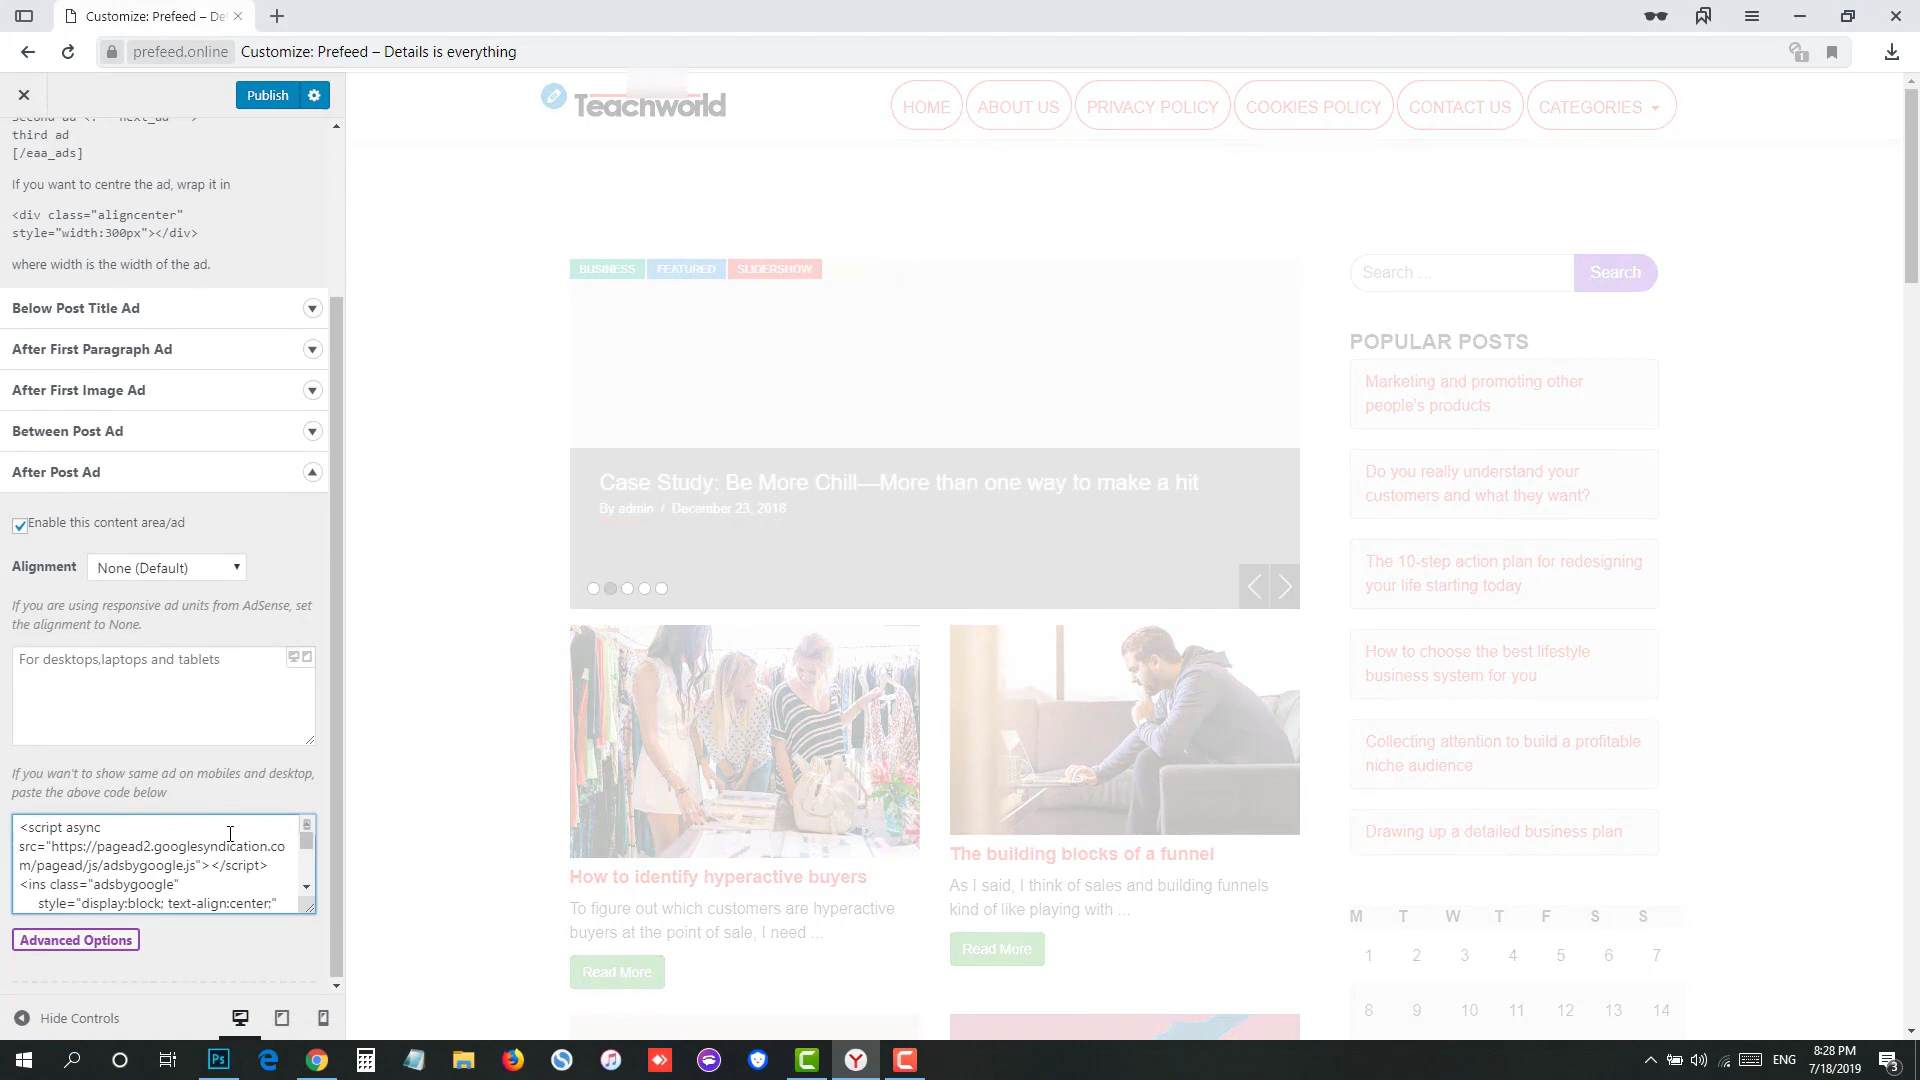 Customize: Prefeed – De
prefeed.online
Customize: Prefeed – Details is everything
Publish
third ad
[/eaa_ads]
If you want to centre the ad, wrap it in
<div class="aligncenter"
style="width:300px"></div>
where width is the width of the ad.
Below Post Title Ad
After First Paragraph Ad
After First Image Ad
Between Post Ad
After Post Ad
Enable this content area/ad
Alignment
None (Default)
If you are using responsive ad units from AdSense, set
the alignment to None.
For desktops,laptops and tablets
If you wan't to show same ad on mobiles and desktop,
paste the above code below
<script async
src="https://pagead2.googlesyndication.co
m/pagead/js/adsbygoogle.js"></script>
<ins class="adsbygoogle"
style="display:block; text-align:center;"
Advanced Options
Hide Controls
Teachworld
HOME
ABOUT US
PRIVACY POLICY
COOKIES POLICY
CONTACT US
CATEGORIES
BUSINESS
FEATURED
SLIDERSHOW
Case Study: Be More Chill—More than one way to make a hit
By admin / December 23, 2018
How to identify hyperactive buyers
To figure out which customers are hyperactive
buyers at the point of sale, I need ...
Read More
The building blocks of a funnel
As I said, I think of sales and building funnels
kind of like playing with ...
Read More
Search ...
Search
POPULAR POSTS
Marketing and promoting other
people's products
Do you really understand your
customers and what they want?
The 10-step action plan for redesigning
your life starting today
How to choose the best lifestyle
business system for you
Collecting attention to build a profitable
niche audience
Drawing up a detailed business plan
M T W T F S S
1 2 3 4 5 6 7
8 9 10 11 12 13 14
Ps
ENG
8:28 PM
7/18/2019
3